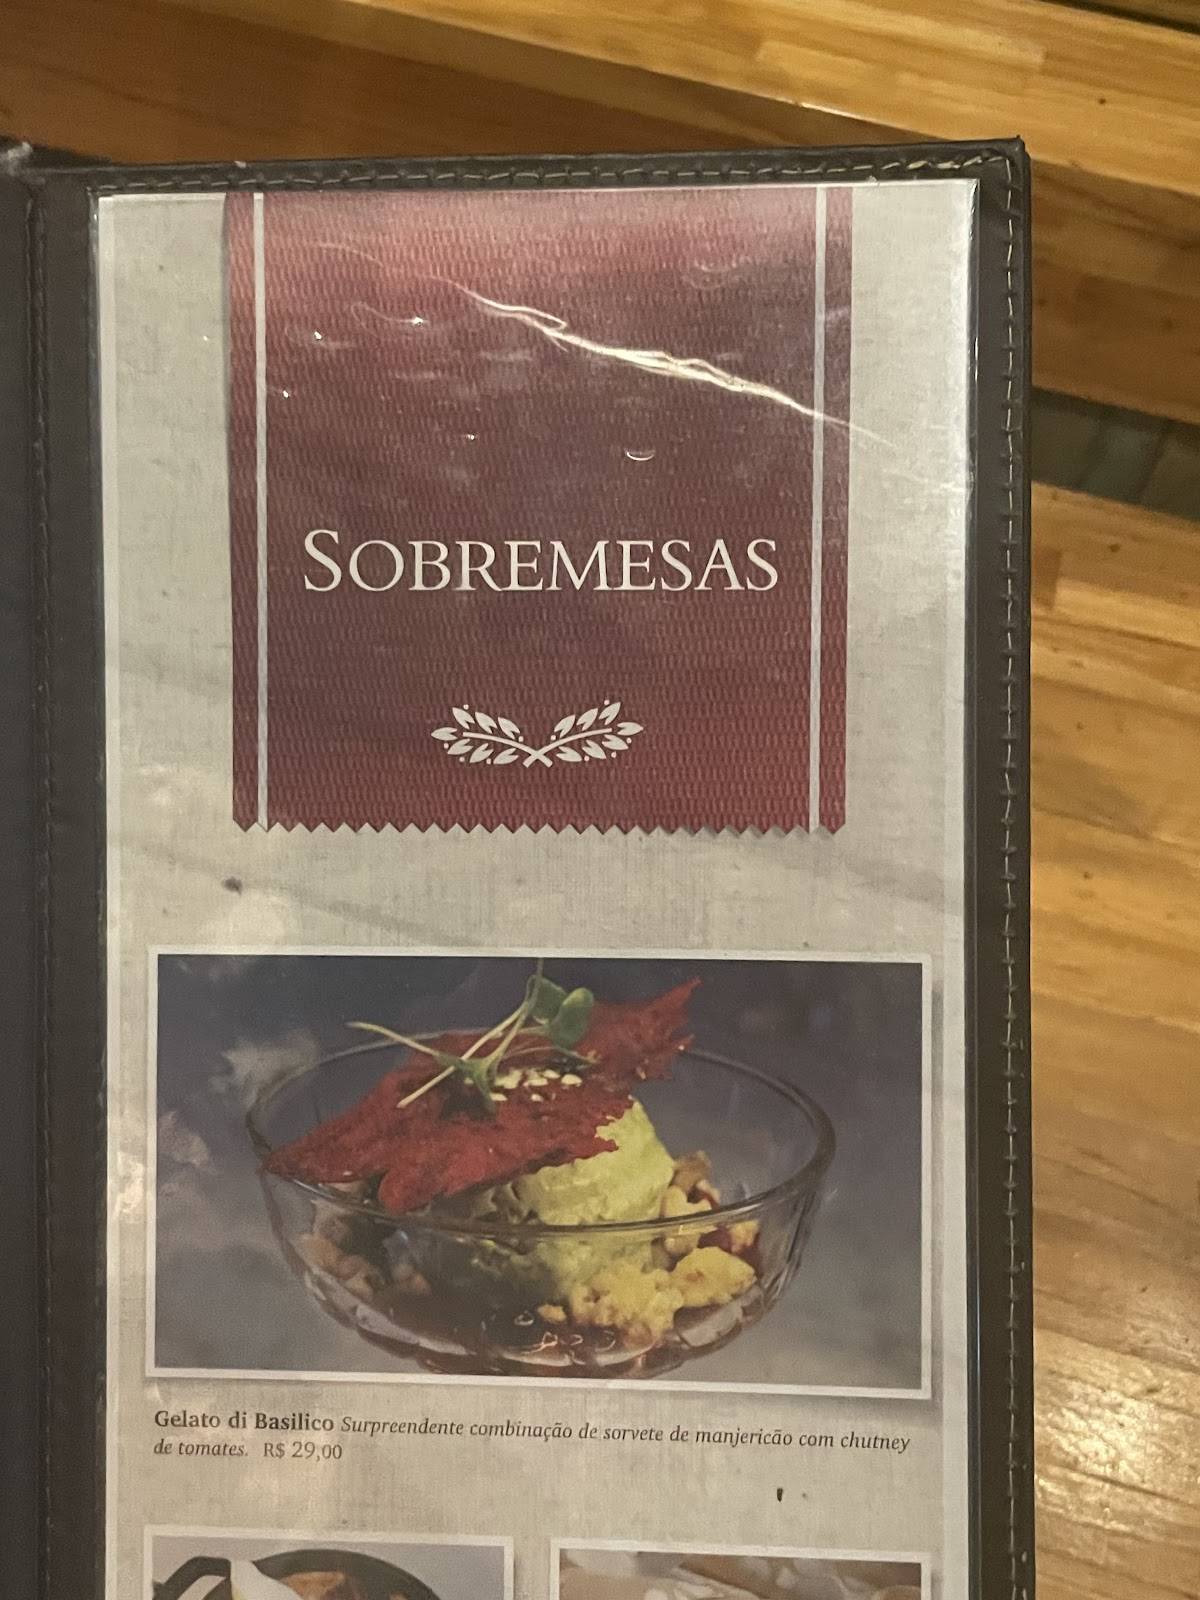 SOBREMESAS
Gelato di Basilico Surpreendente combinação de sorvete de manjericão com chutney
de tomates. R$ 29,00